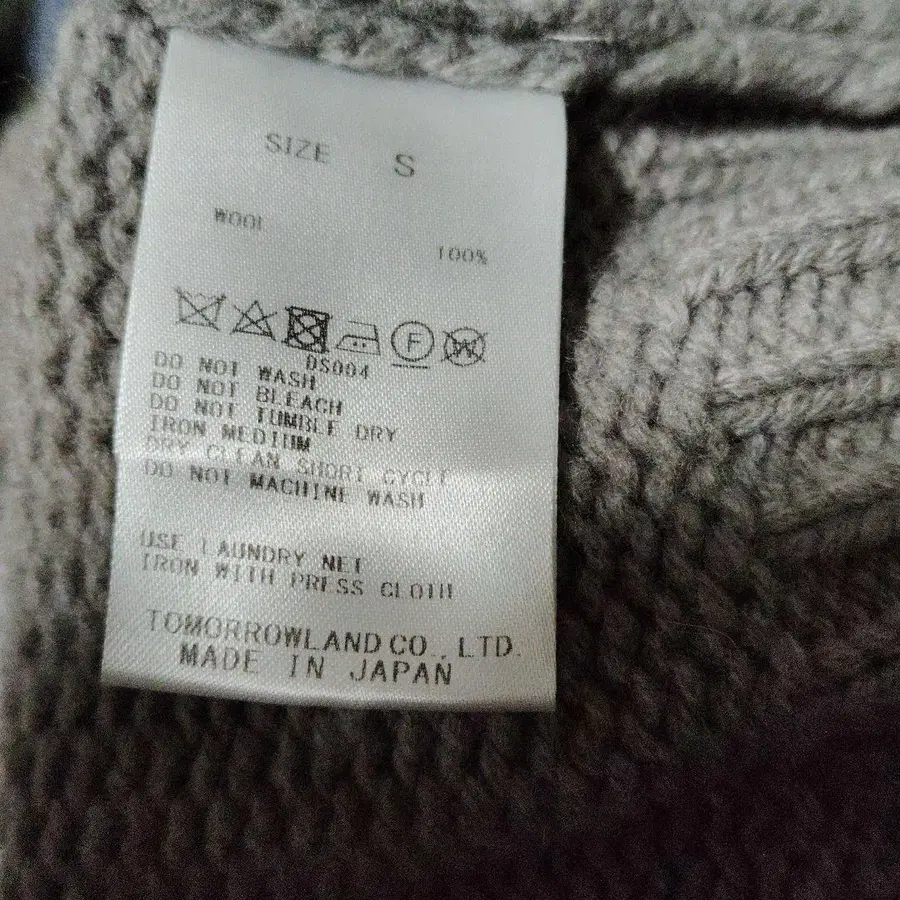 SIZE S
WOOL
100%
F W
DS004
DO NOT WASH
DO NOT BLEACH
DO NOT TUMBLE DRY
IRON MEDIUM
DRY CLEAN SHORT CYCLE
DO NOT MACHINE WASH
USE LAUNDRY NET
IRON WITH PRESS CLOTH
TOMORROWLAND CO., LTD.
MADE IN JAPAN